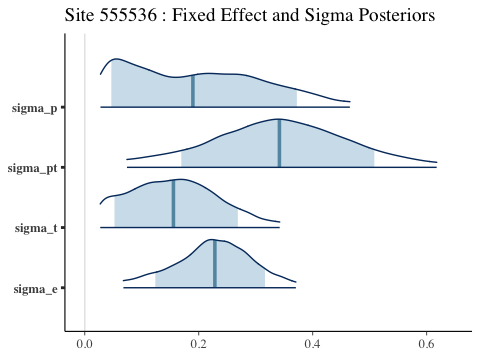 Site 555536 : Fixed Effect and Sigma Posteriors
sigma_p
sigma_pt
sigma_t
sigma_e
0.0 0.2 0.4 0.6